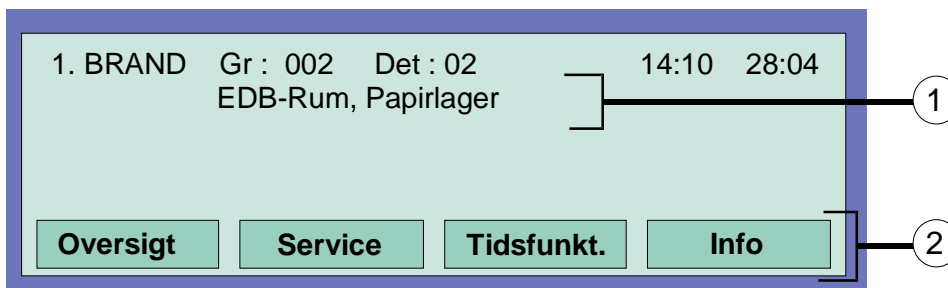 1. BRAND Gr : 002 Det : 02 14:10 28:04
EDB-Rum, Papirlager
1
Oversigt Service Tidsfunkt. Info
2